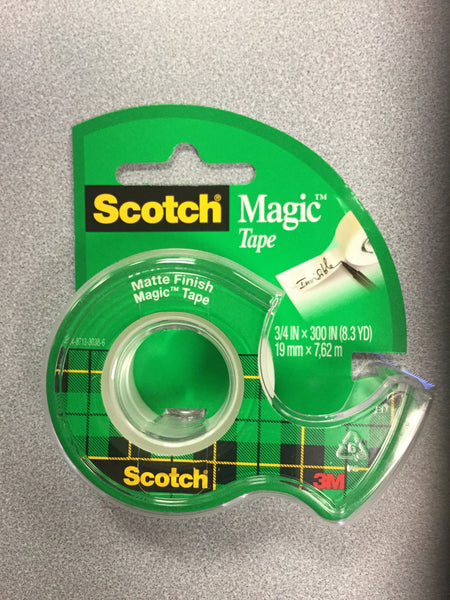 Scotch® Magic™
Tape
Invisible
Matte Finish
Magic™ Tape
3/4 IN × 300 IN (8.3 YD)
19 mm × 7,62 m
Scotch®
3M
6